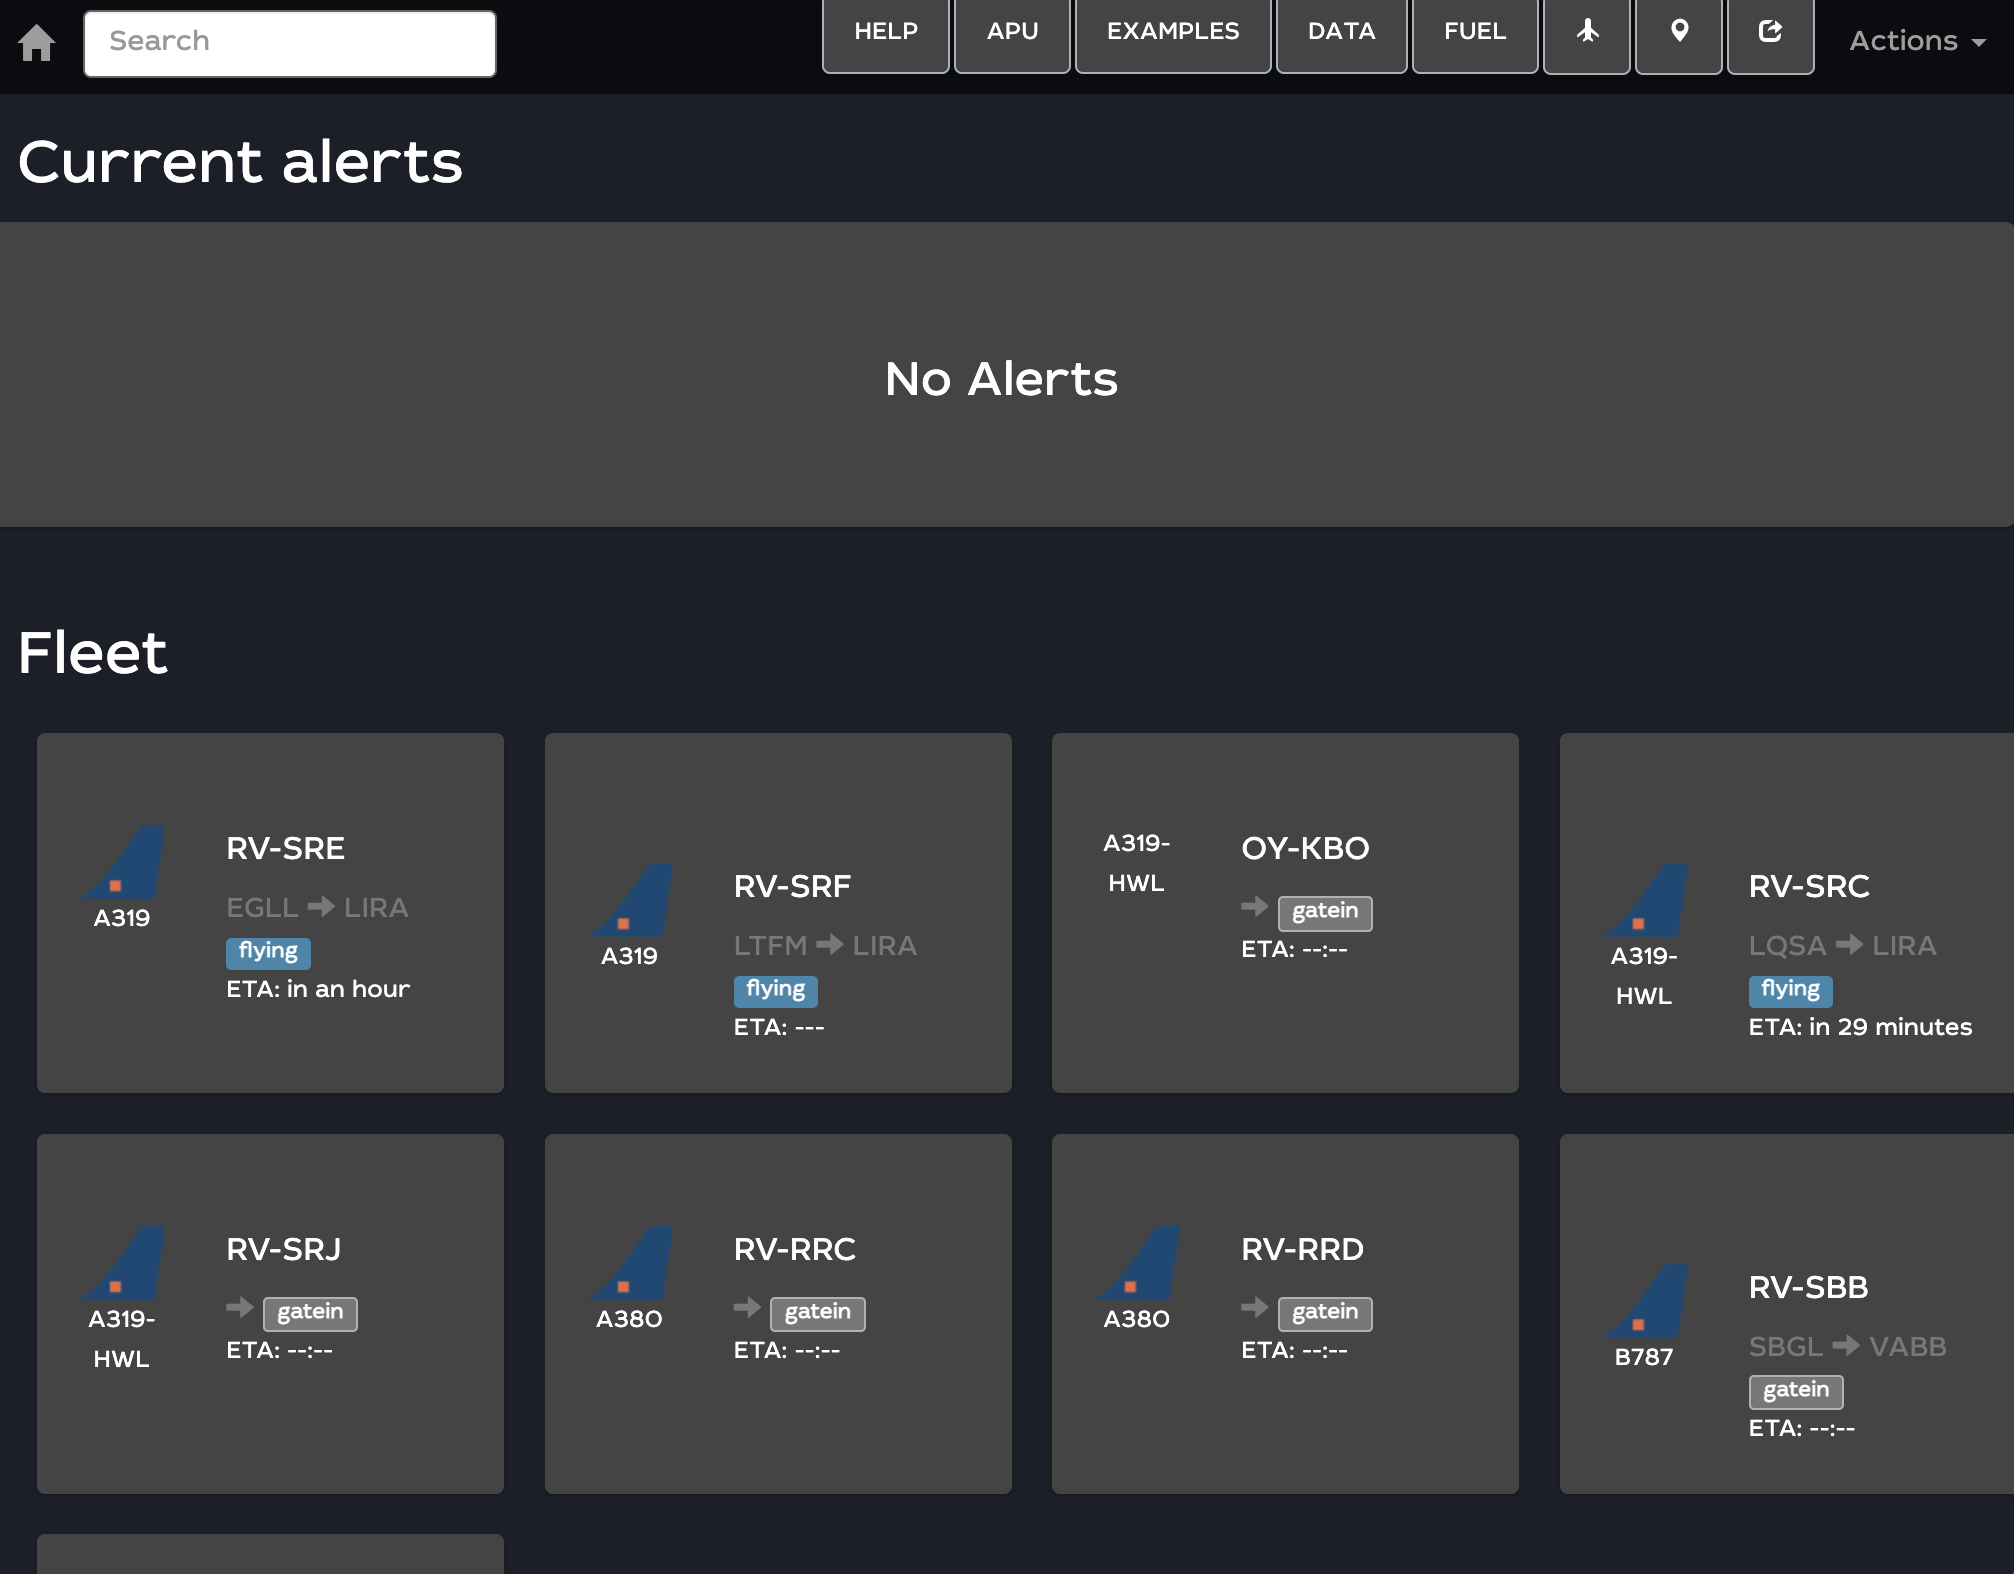 Search
HELP
APU
EXAMPLES
DATA
FUEL
Actions
Current alerts
No Alerts
Fleet
A319
RV-SRE
EGLL LIRA
flying
ETA: in an hour
A319
RV-SRF
LTFM LIRA
flying
ETA: ---
A319-
HWL
OY-KBO
gatein
ETA: --:--
A319-
HWL
RV-SRC
LQSA LIRA
flying
ETA: in 29 minutes
A319-
HWL
RV-SRJ
gatein
ETA: --:--
A380
RV-RRC
gatein
ETA: --:--
A380
RV-RRD
gatein
ETA: --:--
B787
RV-SBB
SBGL VABB
gatein
ETA: --:--